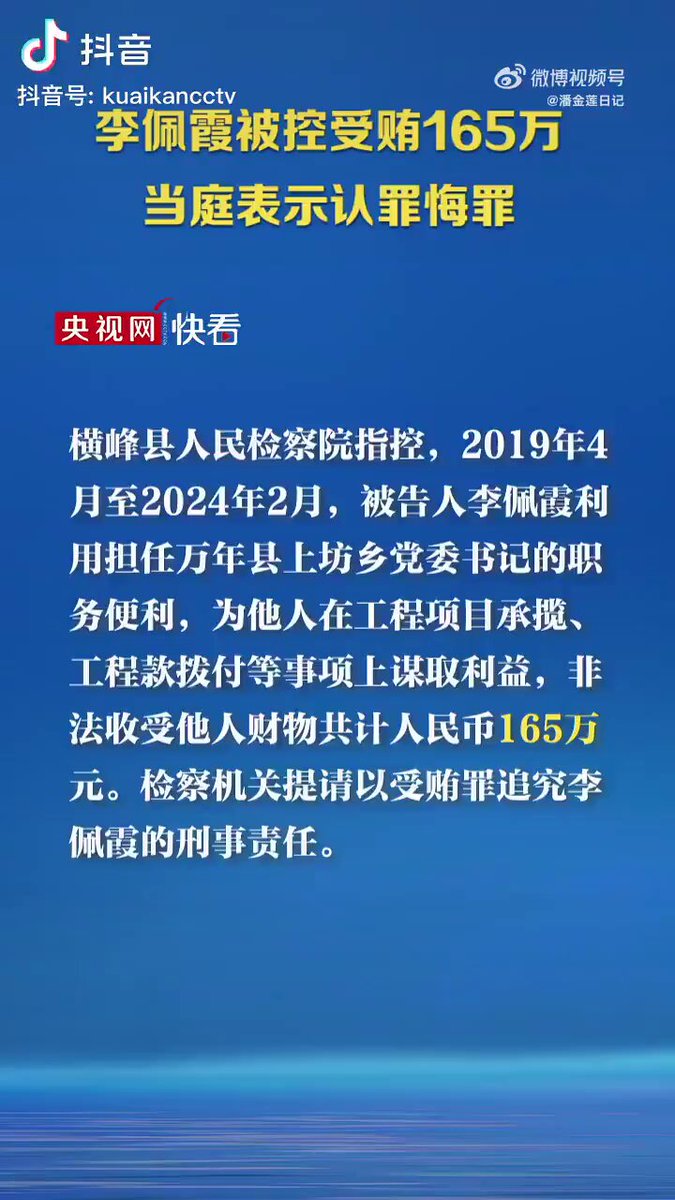 抖音
抖音号: kuaikancctv
微博视频号
@潘金莲日记
李佩霞被控受贿165万
当庭表示认罪悔罪
央视网 快看
横峰县人民检察院指控，2019年4
月至2024年2月，被告人李佩霞利
用担任万年县上坊乡党委书记的职
务便利，为他人在工程项目承揽、
工程款拨付等事项上谋取利益，非
法收受他人财物共计人民币165万
元。检察机关提请以受贿罪追究李
佩霞的刑事责任。